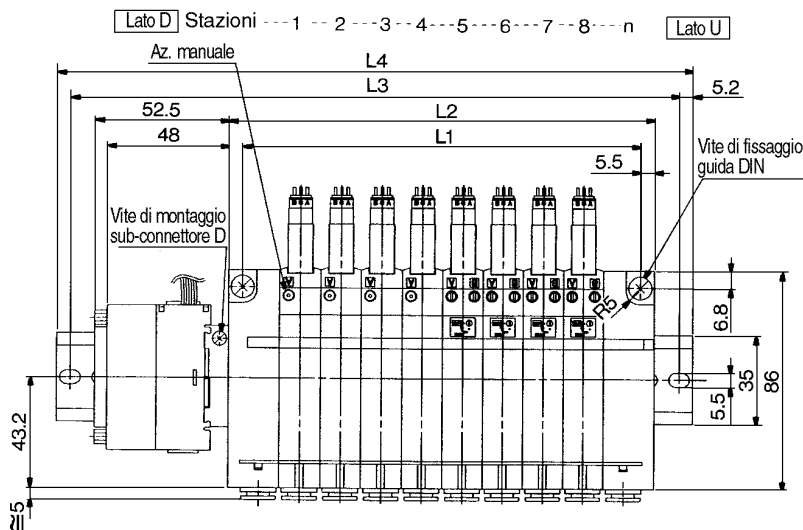 Lato D Stazioni ---- 1 ---- 2 ---- 3 ---- 4 ---- 5 ---- 6 ---- 7 ---- 8 ---- n Lato U
Az. manuale
L4
L3
5.2
52.5
L2
48
L1
5.5
Vite di fissaggio
guida DIN
Vite di montaggio
sub-connettore D
R5
6.8
35
86
5.5
43.2
≅5